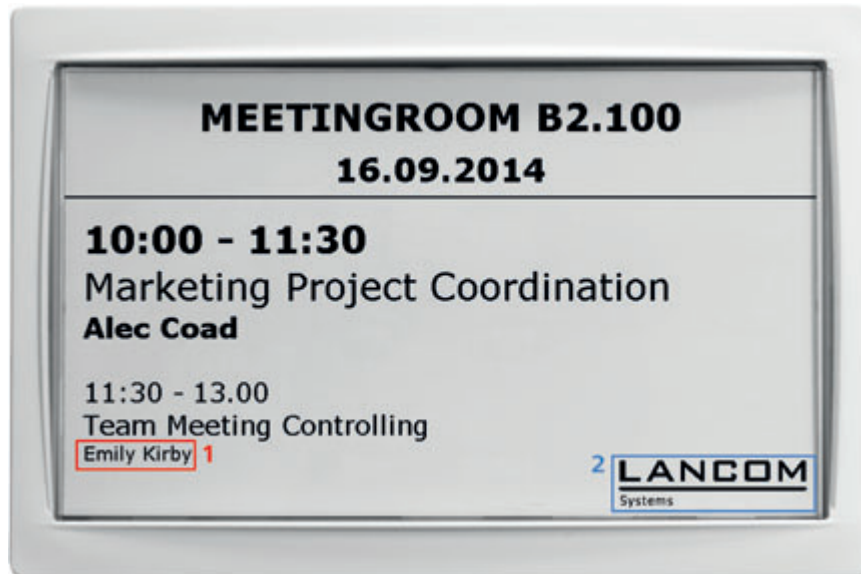 MEETINGROOM B2.100
16.09.2014
10:00 - 11:30
Marketing Project Coordination
Alec Coad
11:30 - 13.00
Team Meeting Controlling
Emily Kirby 1
2 LANCOM
Systems